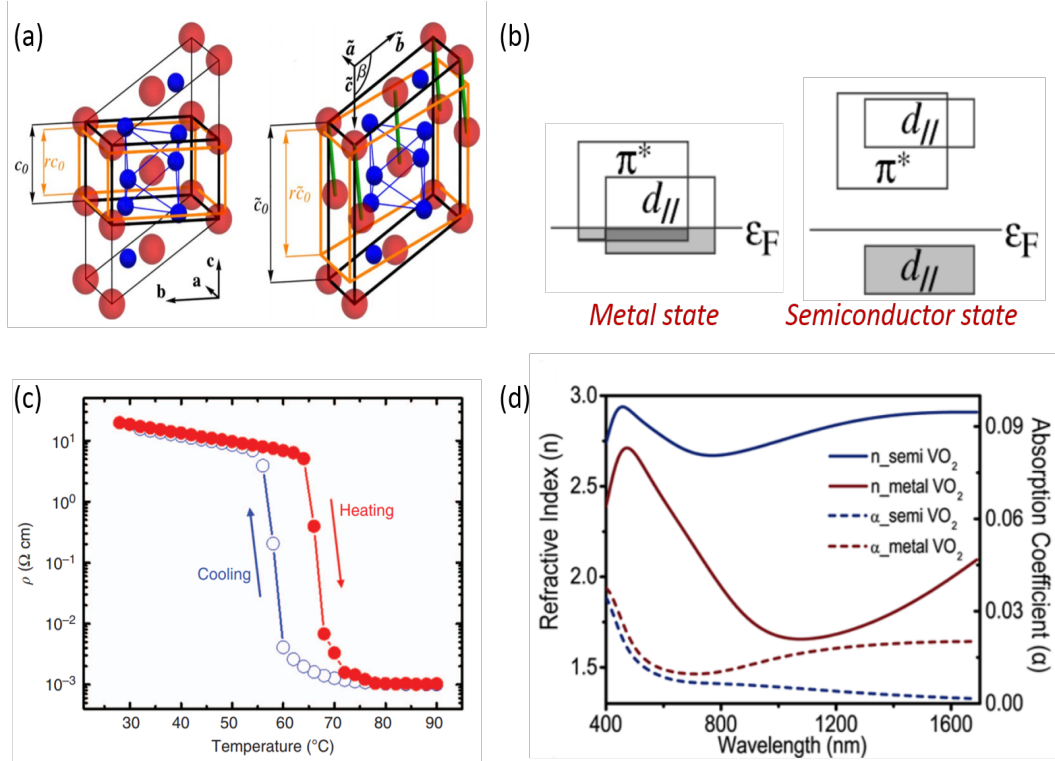 (a)
c₀
rc₀
c
a
b
ã
b̃
β
c̃
c̃₀
rc̃₀
(b)
π*
d//
εF
Metal state
d//
π*
εF
d//
Semiconductor state
(c)
10¹
10⁰
10⁻¹
10⁻²
10⁻³
ρ (Ω cm)
Heating
Cooling
30 40 50 60 70 80 90
Temperature (°C)
(d)
3.0
2.5
2.0
1.5
Refractive Index (n)
n_semi VO₂
n_metal VO₂
α_semi VO₂
α_metal VO₂
0.09
0.06
0.03
0.00
Absorption Coefficient (α)
400 800 1200 1600
Wavelength (nm)